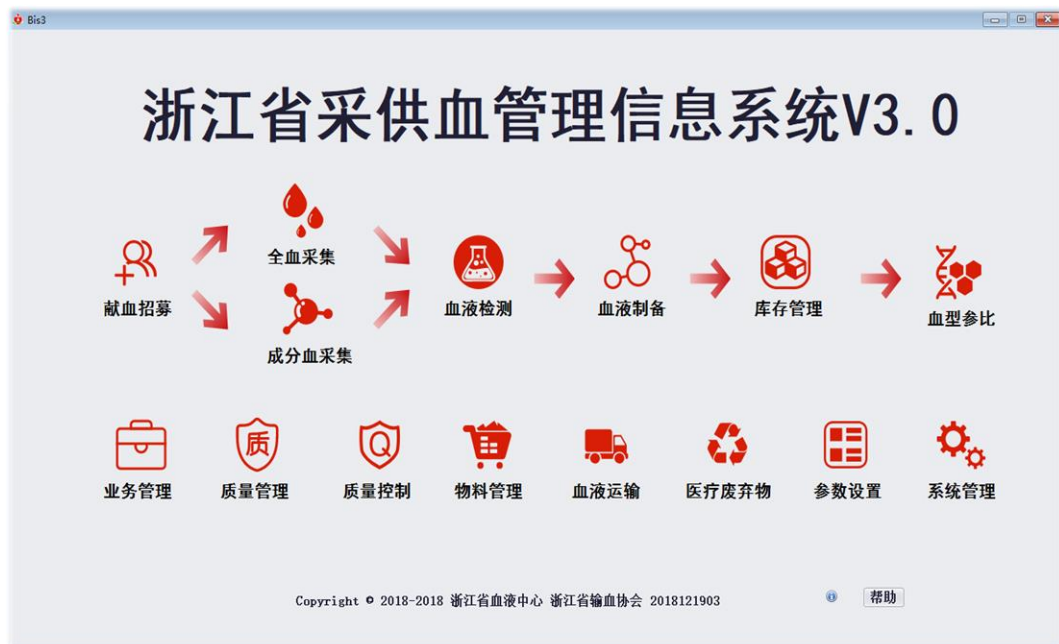 Bis3
浙江省采供血管理信息系统V3.0
献血招募
全血采集
成分血采集
血液检测
血液制备
库存管理
血型参比
业务管理
质
质量管理
Q
质量控制
物料管理
血液运输
医疗废弃物
参数设置
系统管理
Copyright © 2018-2018 浙江省血液中心 浙江省输血协会 2018121903
帮助